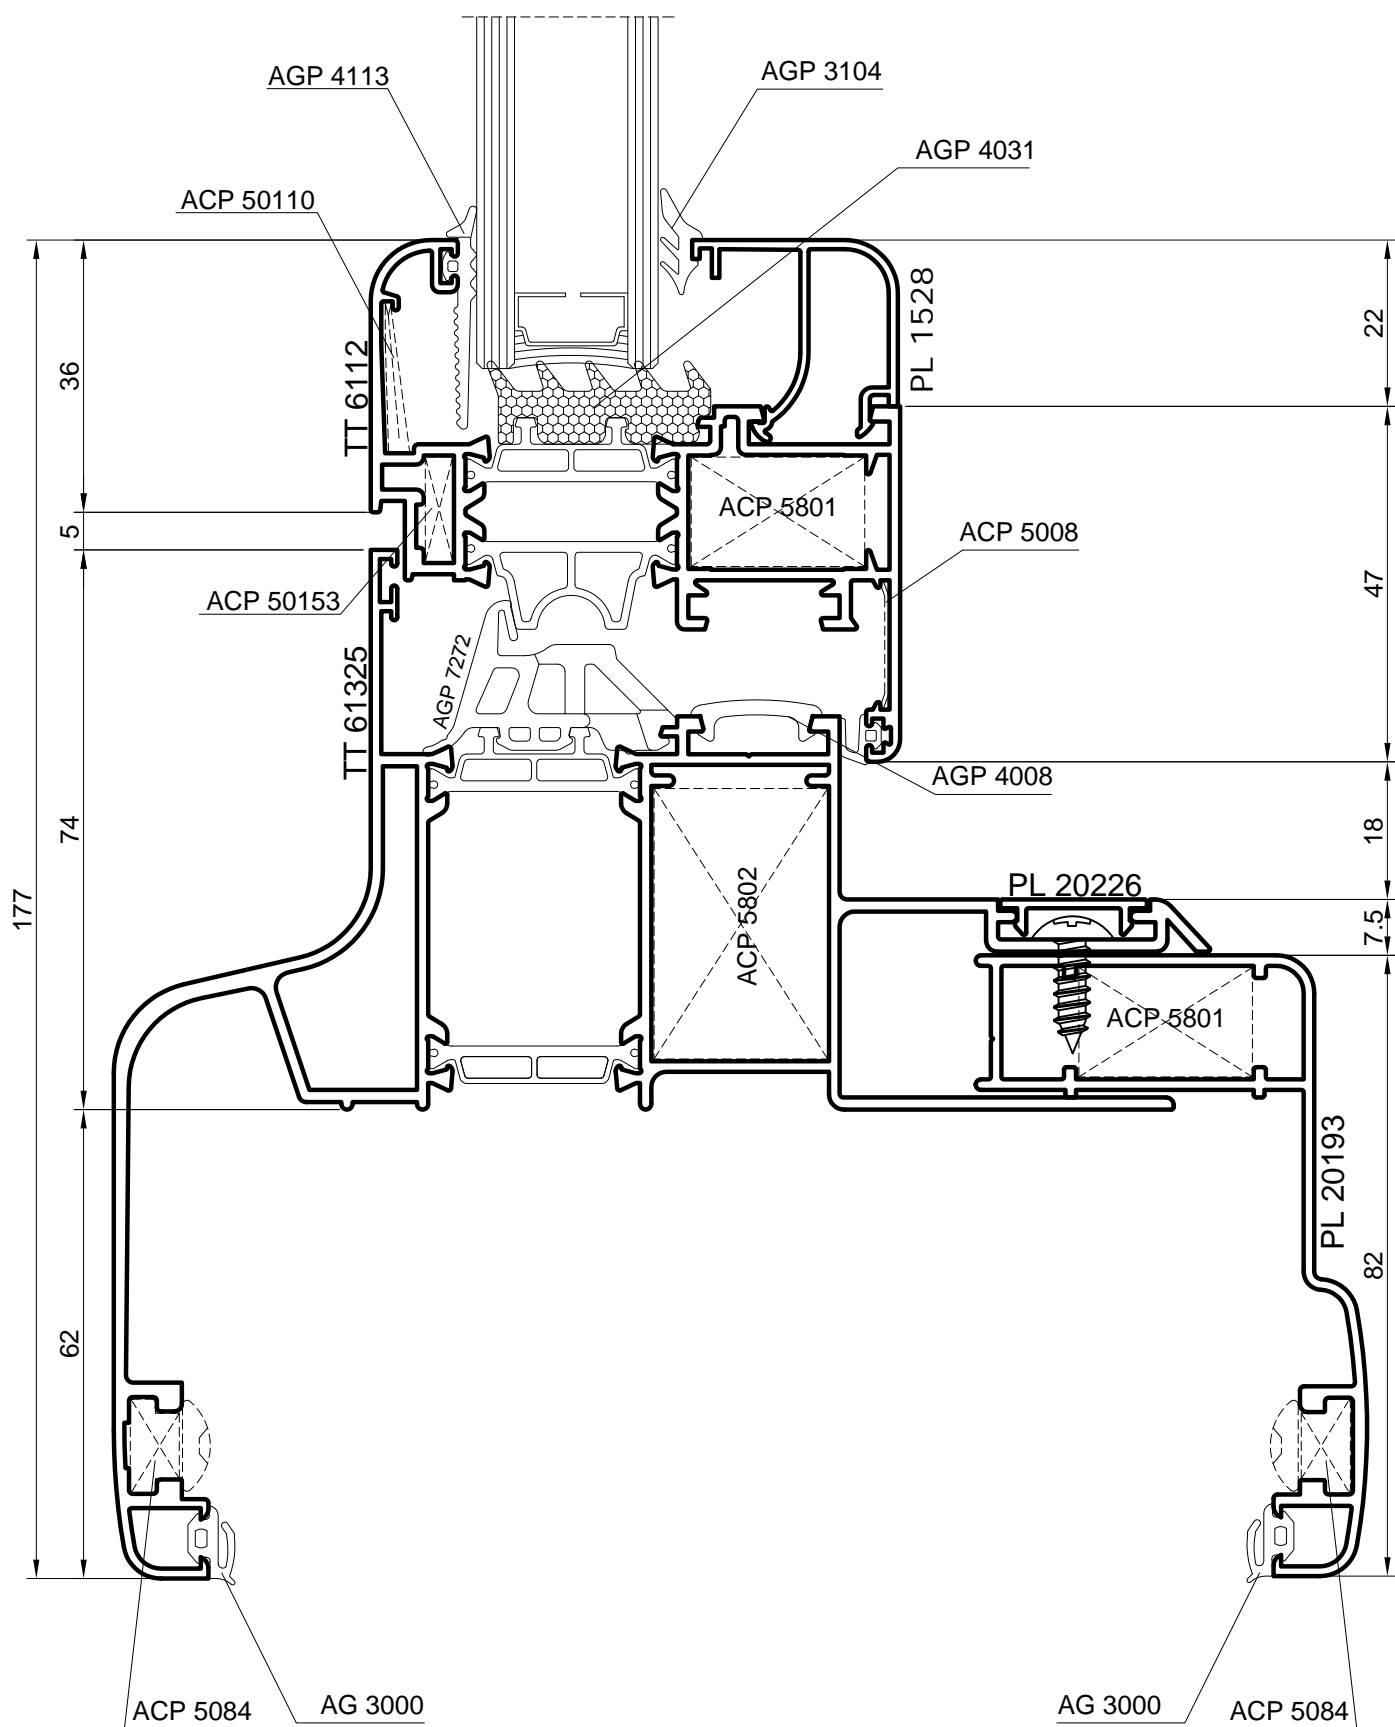 AGP 3104
AGP 4113
AGP 4031
ACP 50110
PL 1528
22
36
TT 6112
ACP 5801
5
ACP 5008
47
ACP 50153
AGP 7272
TT 61325
AGP 4008
74
18
177
ACP 5802
PL 20226
7.5
ACP 5801
PL 20193
82
62
ACP 5084
AG 3000
AG 3000
ACP 5084